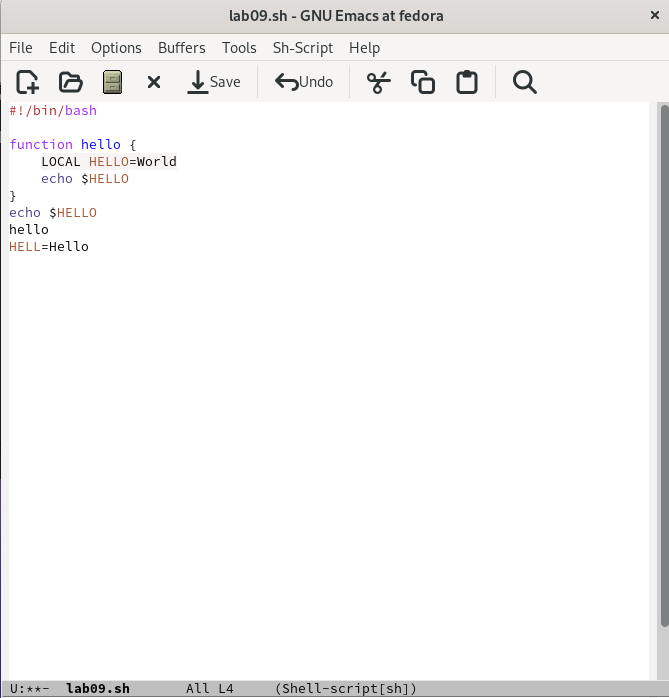 lab09.sh - GNU Emacs at fedora
File Edit Options Buffers Tools Sh-Script Help
Save Undo
#!/bin/bash
function hello {
    LOCAL HELLO=World
    echo $HELLO
}
echo $HELLO
hello
HELL=Hello
U:**- lab09.sh All L4 (Shell-script[sh])